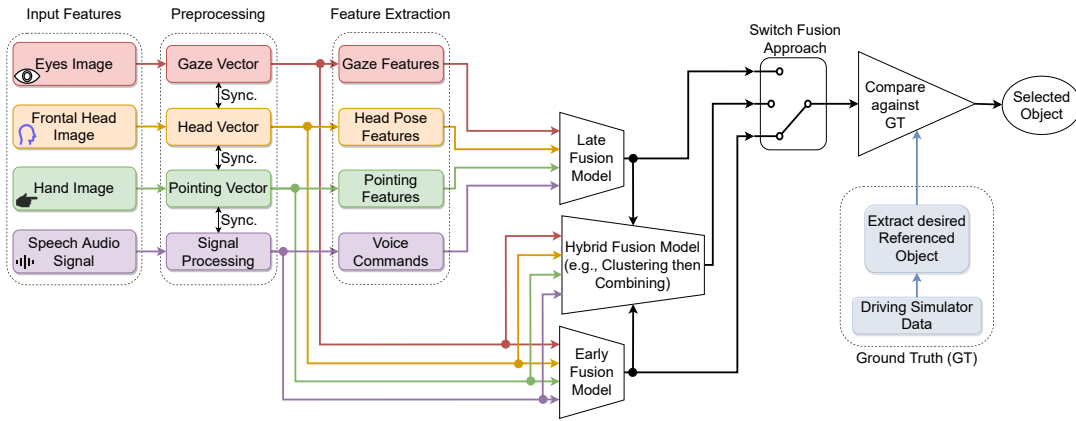 Input Features
Preprocessing
Feature Extraction
Eyes Image
Gaze Vector
Gaze Features
Sync.
Frontal Head
Image
Head Vector
Head Pose
Features
Sync.
Hand Image
Pointing Vector
Pointing
Features
Sync.
Speech Audio
Signal
Signal
Processing
Voice
Commands
Late
Fusion
Model
Hybrid Fusion Model
(e.g., Clustering then
Combining)
Early
Fusion
Model
Switch Fusion
Approach
Compare
against
GT
Selected
Object
Extract desired
Referenced
Object
Driving Simulator
Data
Ground Truth (GT)